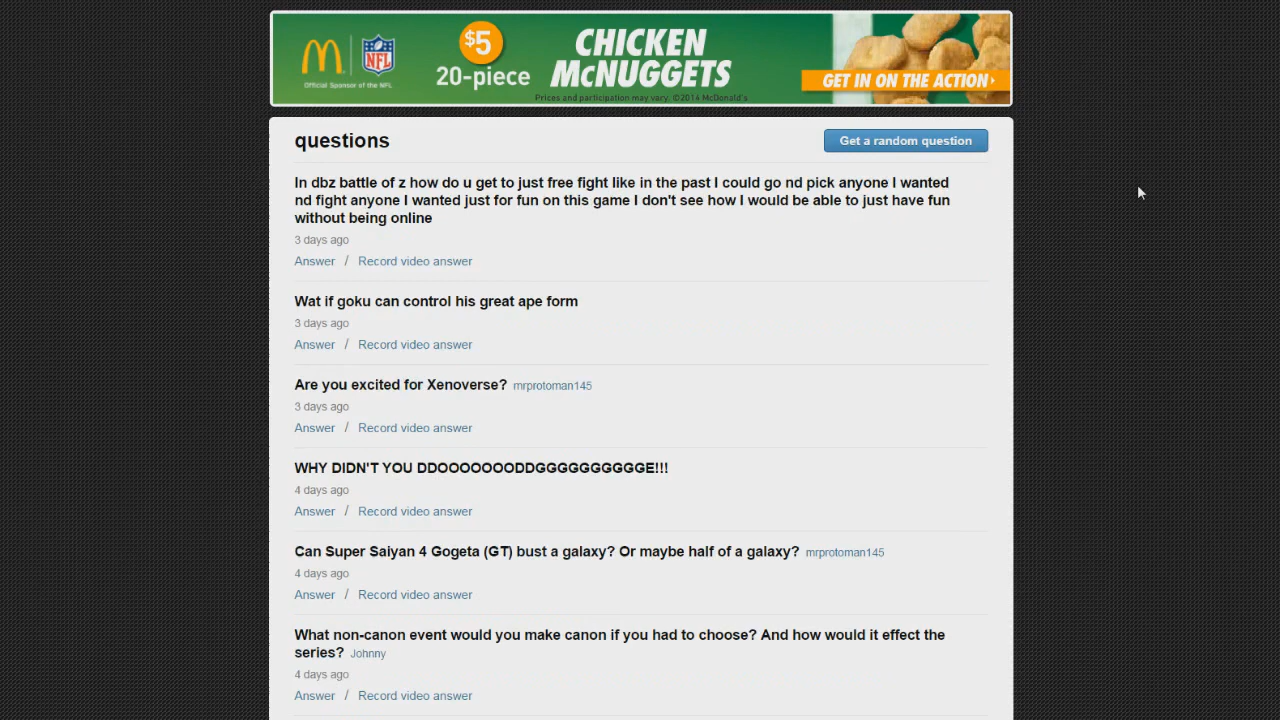 NFL
Official Sponsor of the NFL
$5
20-piece
CHICKEN
McNUGGETS
GET IN ON THE ACTION
Prices and participation may vary. ©2014 McDonald's
questions
Get a random question
In dbz battle of z how do u get to just free fight like in the past I could go nd pick anyone I wanted
nd fight anyone I wanted just for fun on this game I don't see how I would be able to just have fun
without being online
3 days ago
Answer / Record video answer
Wat if goku can control his great ape form
3 days ago
Answer / Record video answer
Are you excited for Xenoverse? mrprotoman145
3 days ago
Answer / Record video answer
WHY DIDN'T YOU DDOOOOOOODDGGGGGGGGGGE!!!
4 days ago
Answer / Record video answer
Can Super Saiyan 4 Gogeta (GT) bust a galaxy? Or maybe half of a galaxy? mrprotoman145
4 days ago
Answer / Record video answer
What non-canon event would you make canon if you had to choose? And how would it effect the
series? Johnny
4 days ago
Answer / Record video answer